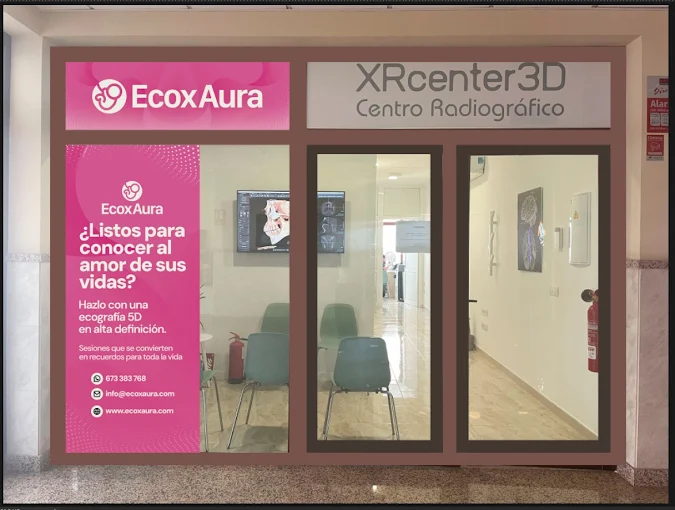 EcoxAura
XRcenter3D
Centro Radiográfico
EcoxAura
¿Listos para
conocer al
amor de sus
vidas?
Hazlo con una
ecografía 5D
en alta definición.
Sesiones que se convierten
en recuerdos para toda la vida
673 383 768
info@ecoxaura.com
www.ecoxaura.com
Alar